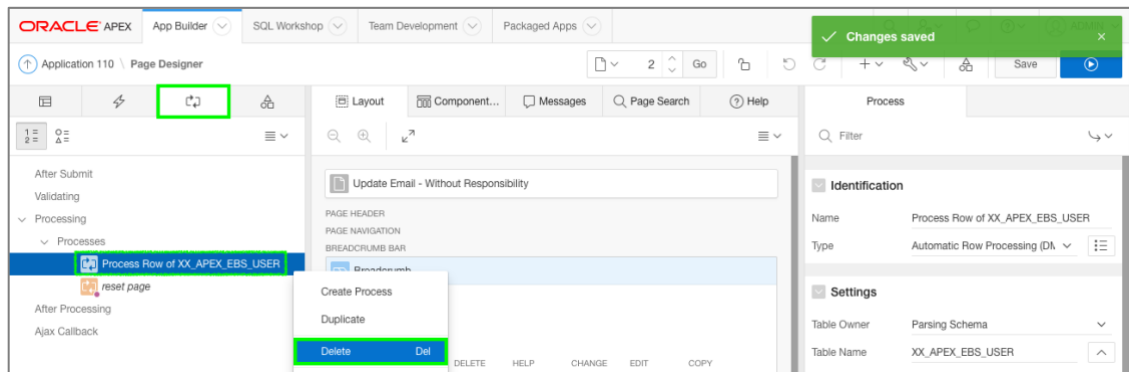 ORACLE APEX App Builder SQL Workshop Team Development Packaged Apps
Changes saved
Application 110 \ Page Designer 2 Go Save
Layout Component... Messages Page Search Help Process
Filter
After Submit
Validating
Processing
Processes
Process Row of XX_APEX_EBS_USER
reset page
After Processing
Ajax Callback
Update Email - Without Responsibility
PAGE HEADER
PAGE NAVIGATION
BREADCRUMB BAR
Breadcrumb
Create Process
Duplicate
Delete Del
DELETE HELP CHANGE EDIT COPY
Identification
Name Process Row of XX_APEX_EBS_USER
Type Automatic Row Processing (DM
Settings
Table Owner Parsing Schema
Table Name XX_APEX_EBS_USER